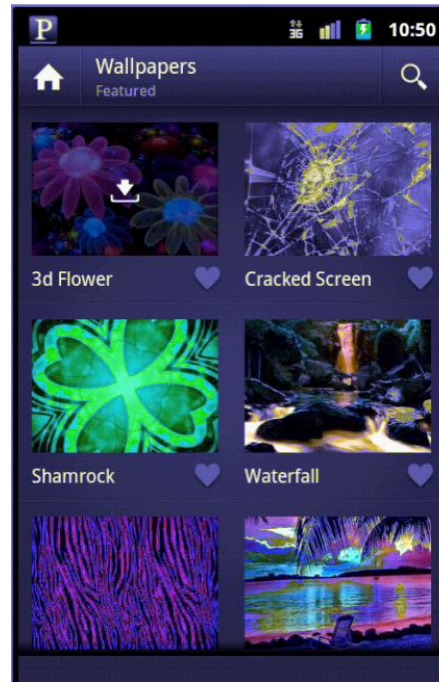 P
3G
10:50
Wallpapers
Featured
3d Flower
Cracked Screen
Shamrock
Waterfall